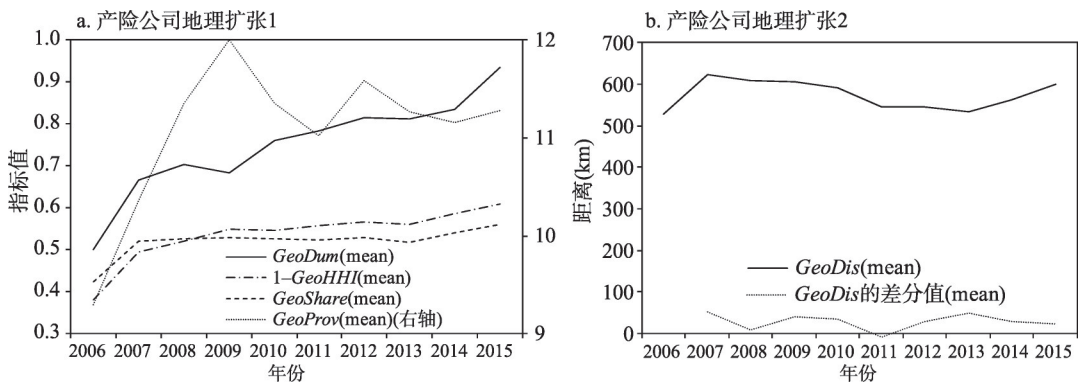 a. 产险公司地理扩张1
1.0
0.9
0.8
0.7
0.6
0.5
0.4
0.3
指标值
12
11
10
9
GeoDum(mean)
1–GeoHHI(mean)
GeoShare(mean)
GeoProv(mean)(右轴)
2006 2007 2008 2009 2010 2011 2012 2013 2014 2015
年份
b. 产险公司地理扩张2
700
600
500
400
300
200
100
0
距离(km)
GeoDis(mean)
GeoDis的差分值(mean)
2006 2007 2008 2009 2010 2011 2012 2013 2014 2015
年份